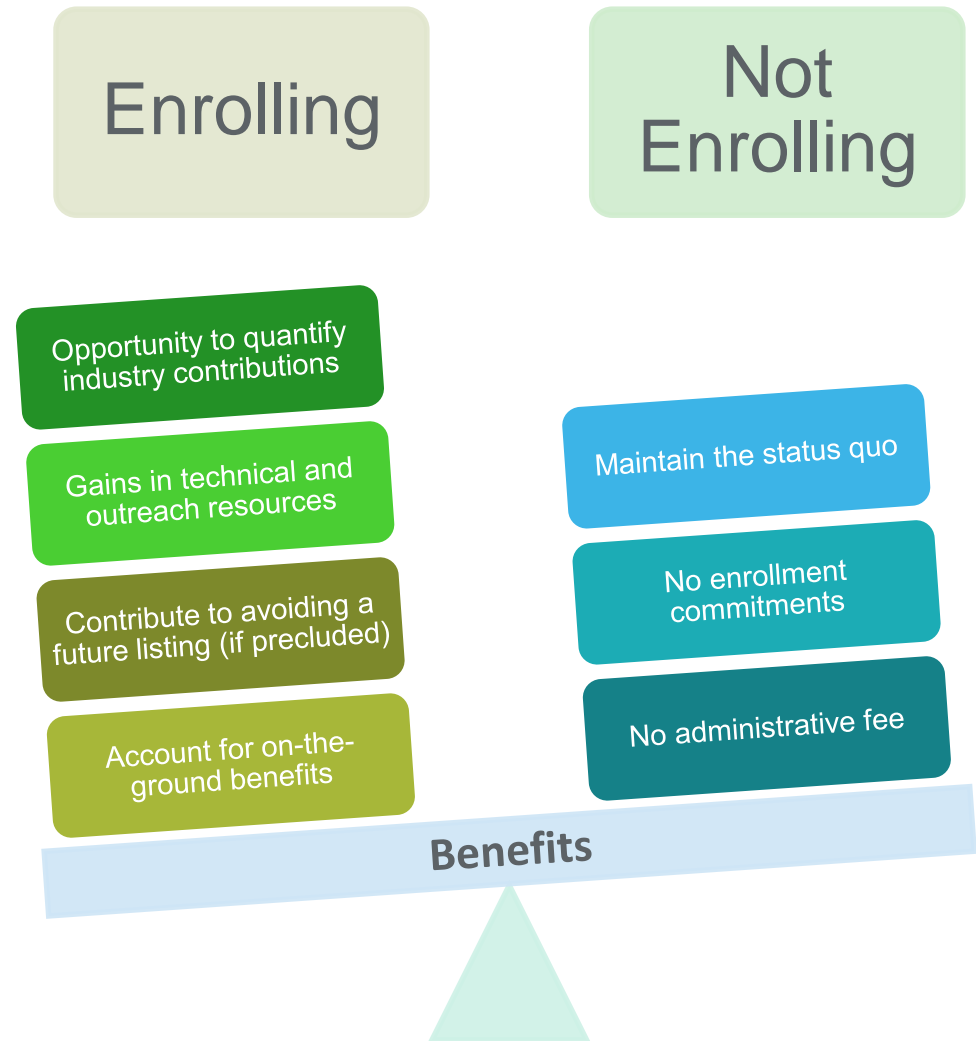 Enrolling
Not
Enrolling
Opportunity to quantify
industry contributions
Gains in technical and
outreach resources
Contribute to avoiding a
future listing (if precluded)
Account for on-the-
ground benefits
Maintain the status quo
No enrollment
commitments
No administrative fee
Benefits